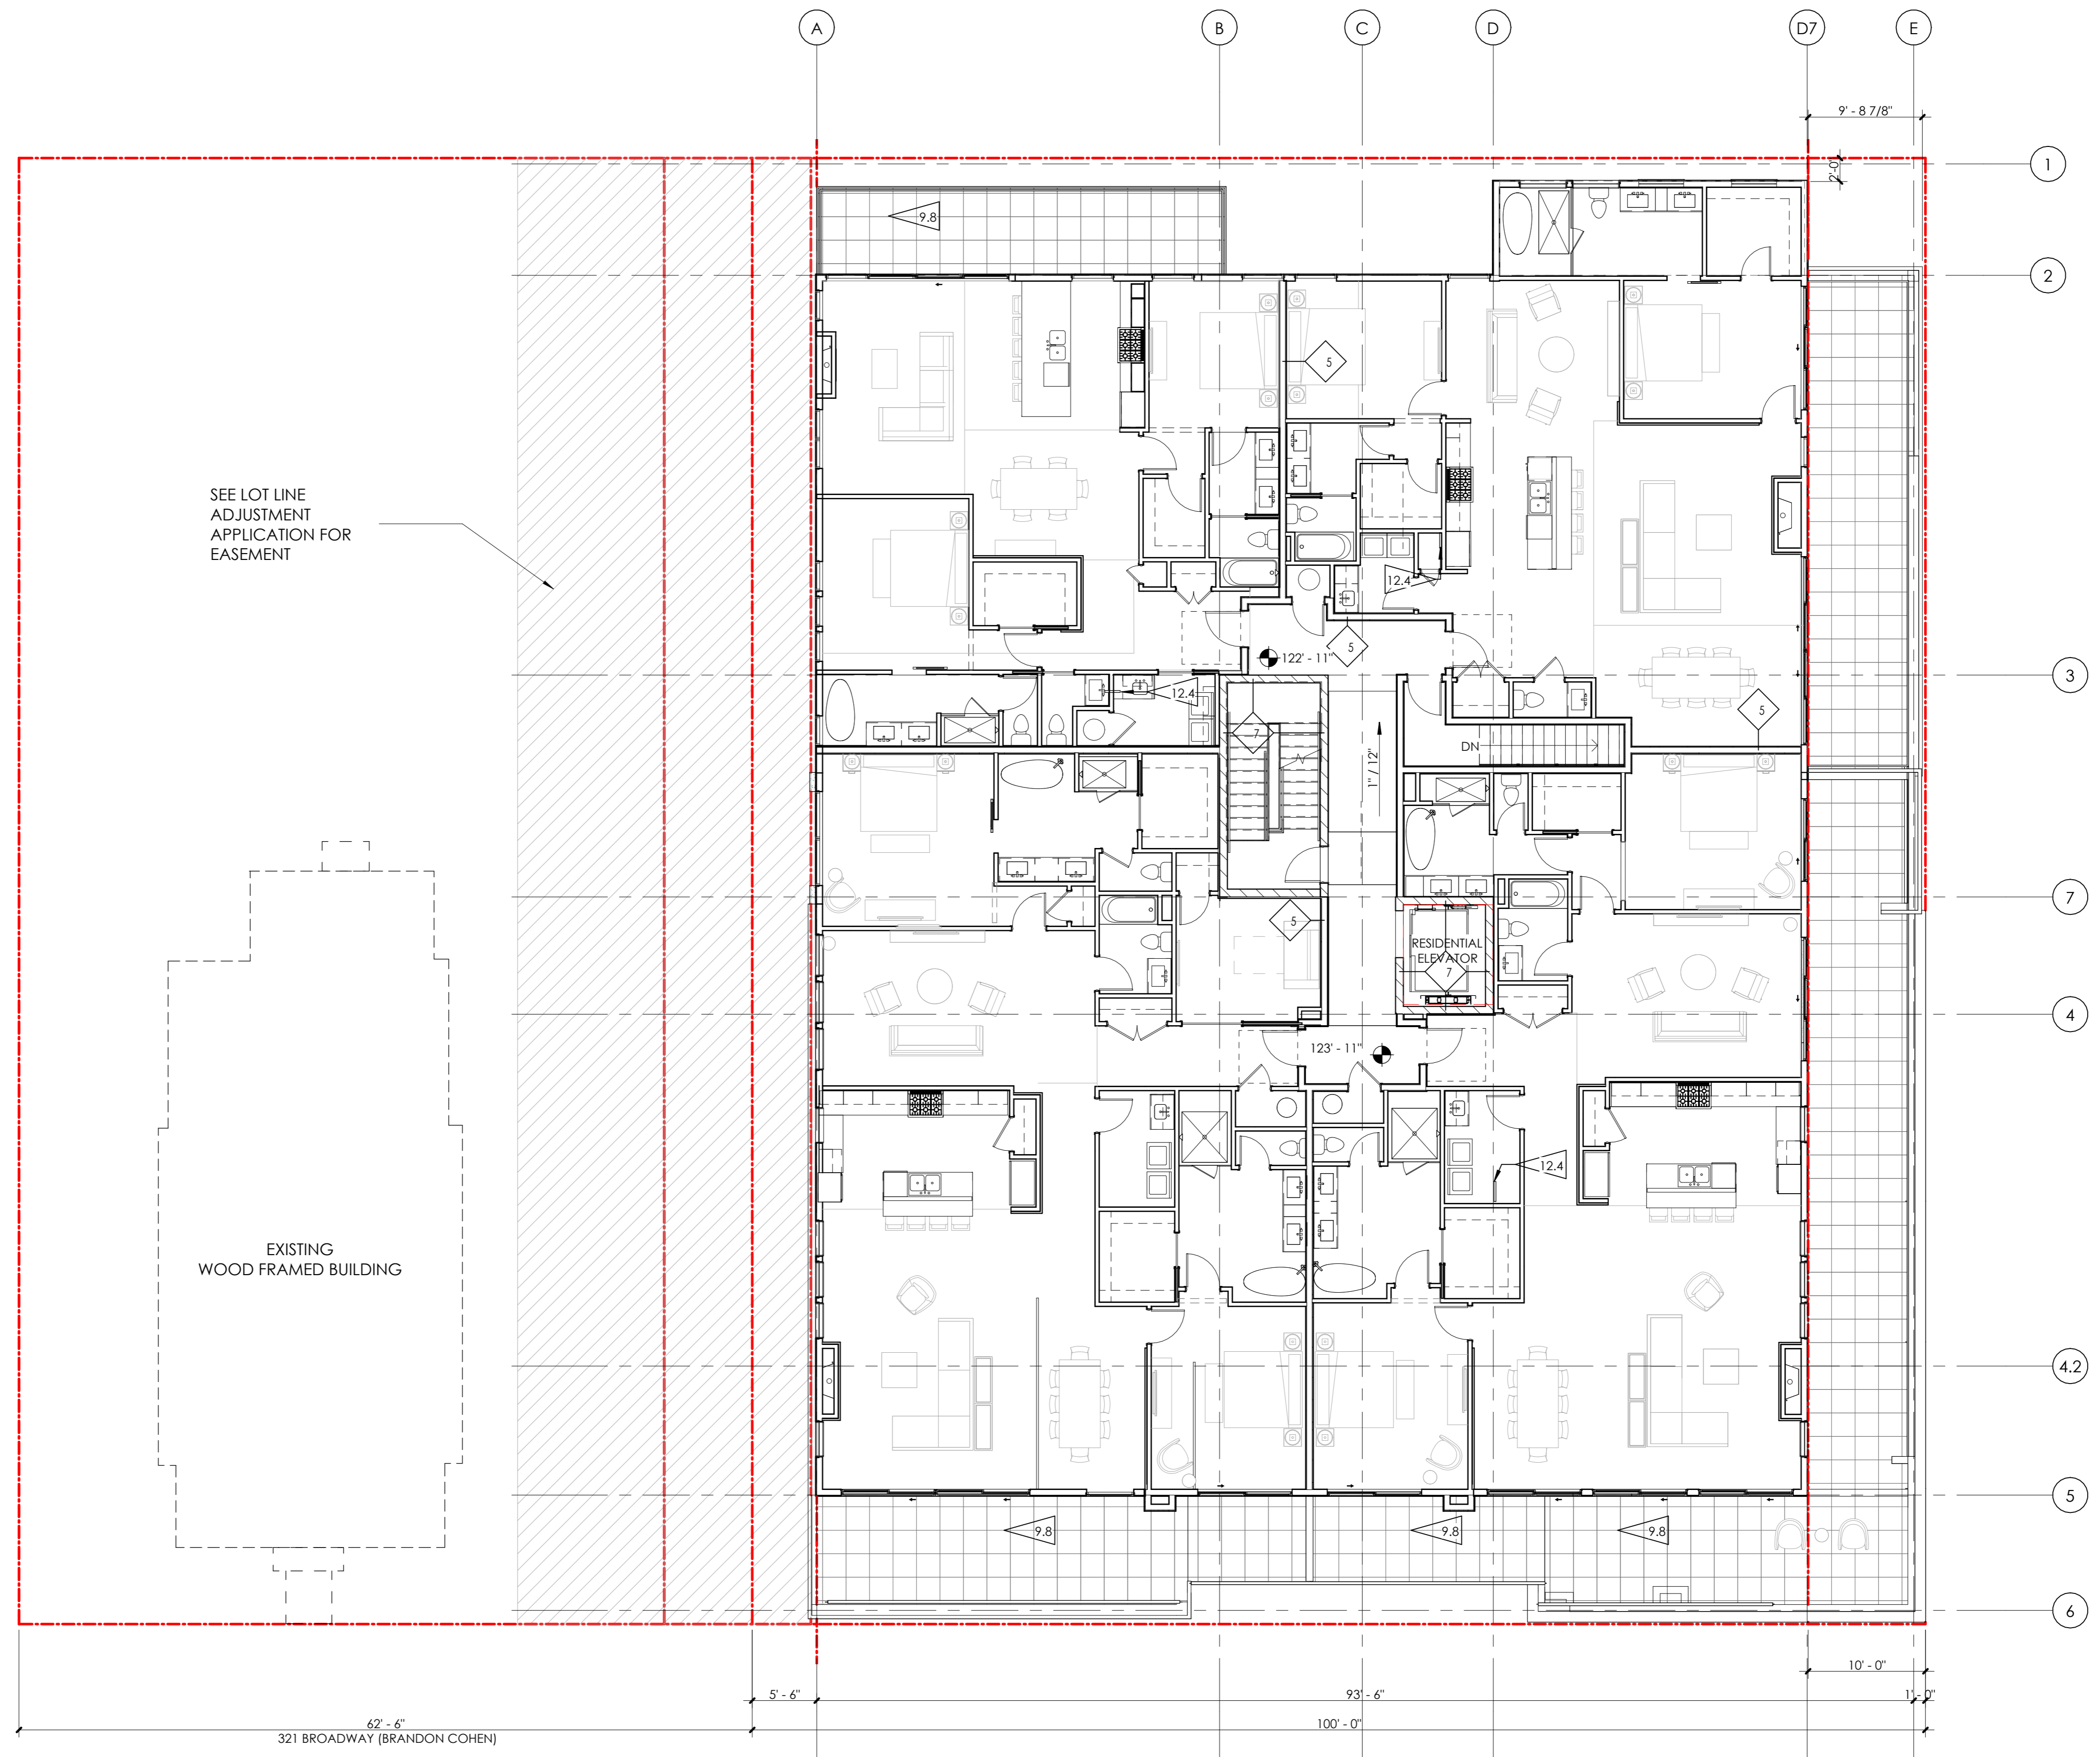 A
B
C
D
D7
E
9' - 8 7/8"
1
2' - 0"
9.8
2
5
SEE LOT LINE
ADJUSTMENT
APPLICATION FOR
EASEMENT
12.4
5
122' - 11"
3
12.4
5
7
DN
1" / 12"
7
5
RESIDENTIAL
ELEVATOR
7
4
123' - 11"
12.4
EXISTING
WOOD FRAMED BUILDING
4.2
5
9.8
9.8
9.8
6
10' - 0"
5' - 6"
93' - 6"
1' - 0"
62' - 6"
100' - 0"
321 BROADWAY (BRANDON COHEN)